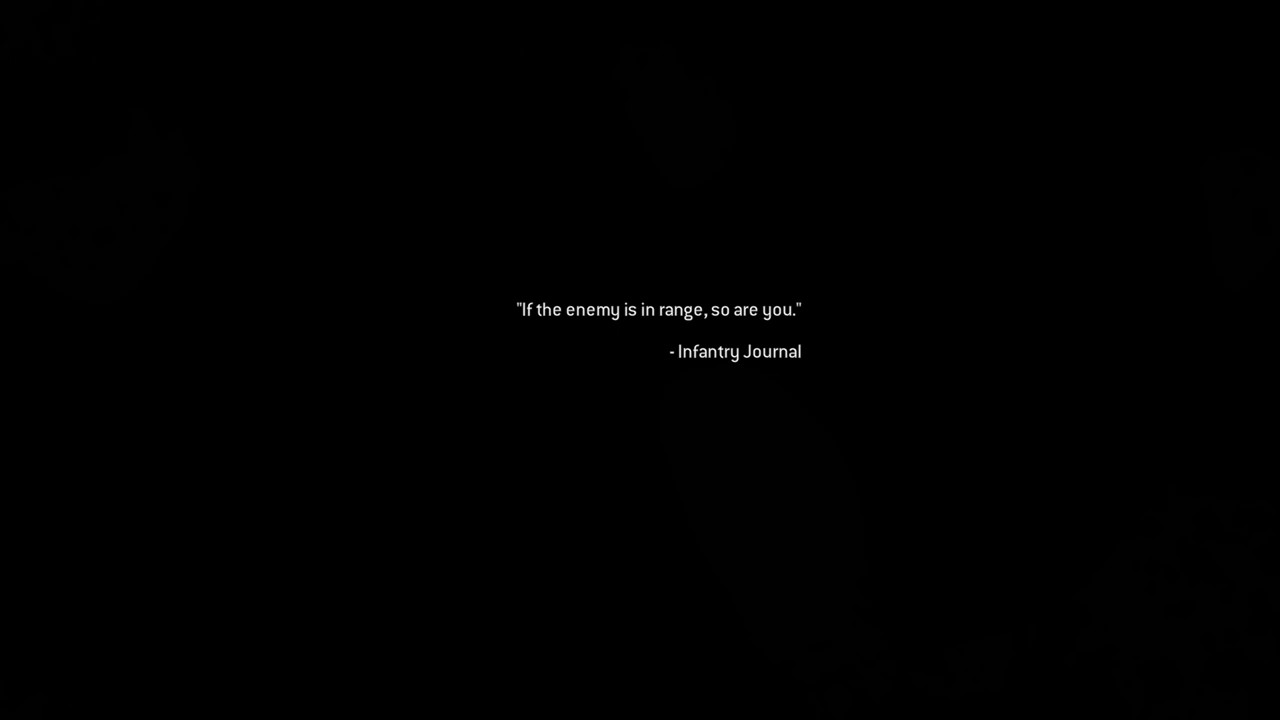 "If the enemy is in range, so are you."
- Infantry Journal